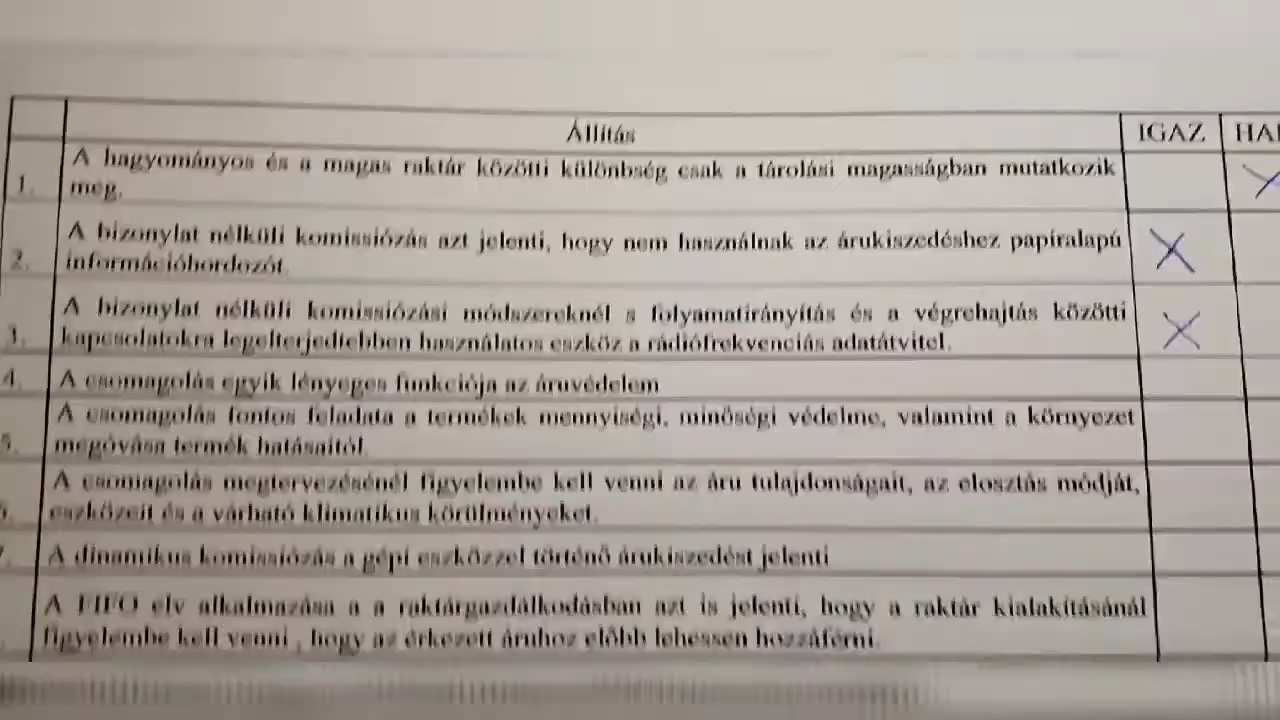 Állítás IGAZ HA
1. A hagyományos és a magas raktár közötti különbség csak a tárolási magasságban mutatkozik
meg.
2. A bizonylat nélküli komissiózás azt jelenti, hogy nem használnak az árukiszedéshez papíralapú
információhordozót.
3. A bizonylat nélküli komissiózási módszereknél s folyamatirányítás és a végrehajtás közötti
kapcsolatokra legelterjedtebben használatos eszköz a rádiófrekvenciás adatátvitel.
4. A csomagolás egyik lényeges funkciója az áruvédelem
5. A csomagolás fontos feladata a termékek mennyiségi, minőségi védelme, valamint a környezet
megóvása termék hatásaitól.
A csomagolás megtervezésénél figyelembe kell venni az áru tulajdonságait, az elosztás módját,
eszközeit és a várható klimatikus körülményeket.
A dinamikus komissiózás a gépi eszközzel történő árukiszedést jelenti
A FIFO elv alkalmazása a a raktárgazdálkodásban azt is jelenti, hogy a raktár kialakításánál
figyelembe kell venni , hogy az érkezett áruhoz előbb lehessen hozzáférni.